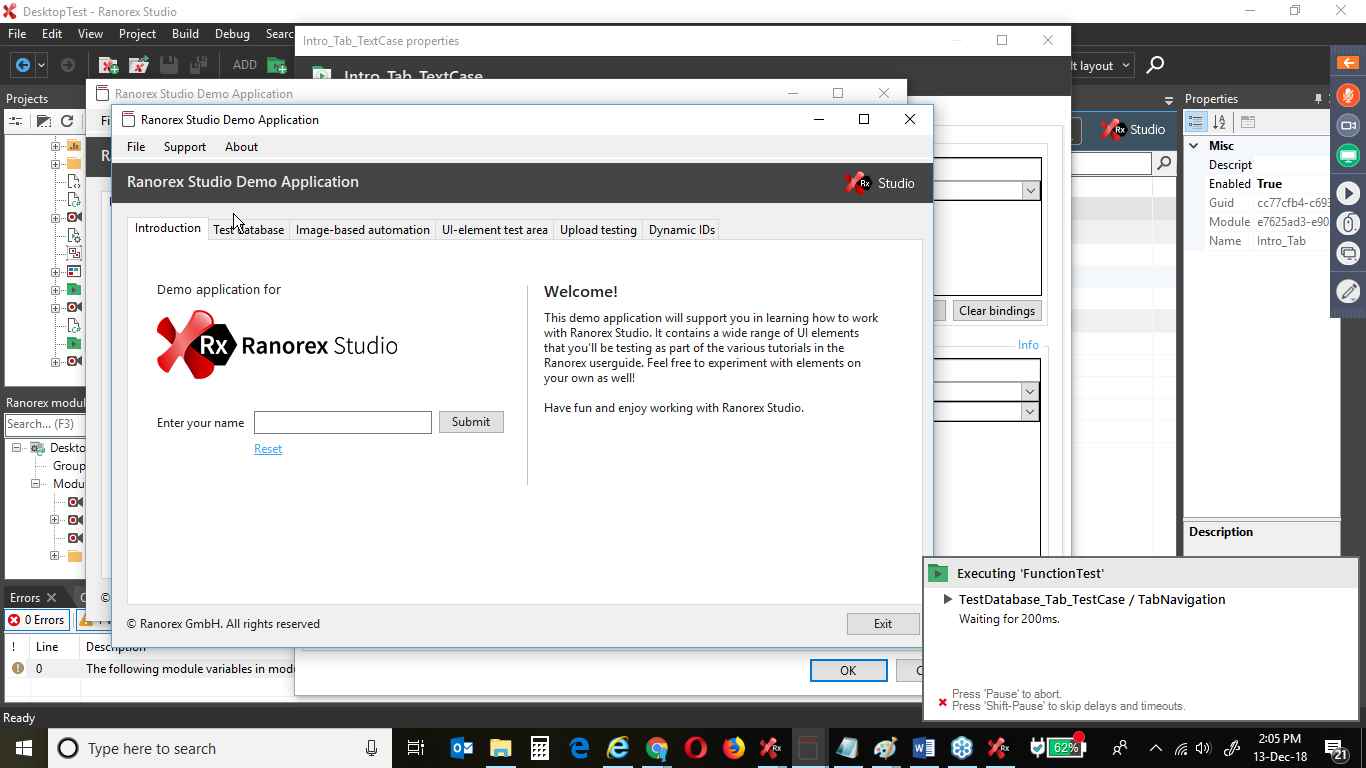 DesktopTest - Ranorex Studio
File Edit View Project Build Debug Searc
Intro_Tab_TextCase properties
ADD
Intro_Tab_TextCase
lt layout
Projects
Ranorex Studio Demo Application
Properties
Fi
Ranorex Studio Demo Application
File Support About
R
Ranorex Studio Demo Application
Rx Studio
Rx Studio
Misc
Descript
Enabled True
Guid cc77cfb4-c693
Module e7625ad3-e90
Name Intro_Tab
Introduction Test database Image-based automation UI-element test area Upload testing Dynamic IDs
Demo application for
Rx Ranorex Studio
Enter your name
Submit
Reset
Welcome!
This demo application will support you in learning how to work
with Ranorex Studio. It contains a wide range of UI elements
that you'll be testing as part of the various tutorials in the
Ranorex userguide. Feel free to experiment with elements on
your own as well!
Have fun and enjoy working with Ranorex Studio.
Clear bindings
Info
Ranorex modul
Search... (F3)
Deskto
Group
Modu
Description
© Ranorex GmbH. All rights reserved
Exit
©
OK
C
Executing 'FunctionTest'
TestDatabase_Tab_TestCase / TabNavigation
Waiting for 200ms.
Press 'Pause' to abort.
Press 'Shift-Pause' to skip delays and timeouts.
Errors
0 Errors
! Line Description
0 The following module variables in modu
Ready
Type here to search
62%
2:05 PM
13-Dec-18
21